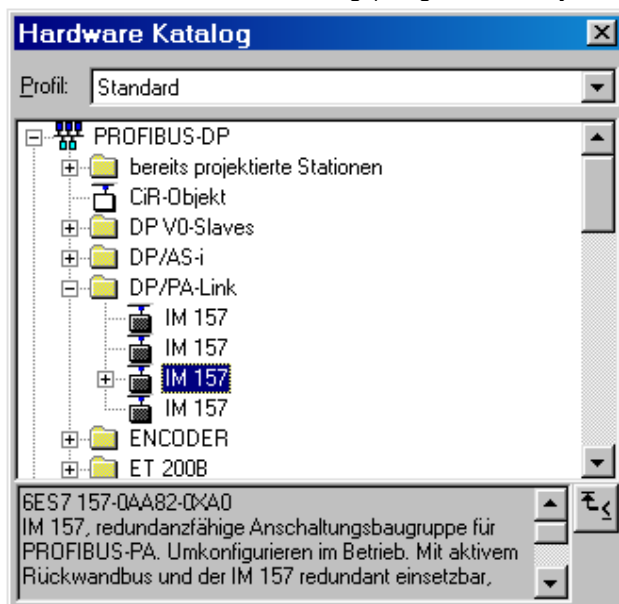 Hardware Katalog
Profil: Standard
PROFIBUS-DP
bereits projektierte Stationen
CiR-Objekt
DP V0-Slaves
DP/AS-i
DP/PA-Link
IM 157
IM 157
IM 157
IM 157
ENCODER
ET 200B
6ES7 157-0AA82-0XA0
IM 157, redundanzfähige Anschaltungsbaugruppe für
PROFIBUS-PA. Umkonfigurieren im Betrieb. Mit aktivem
Rückwandbus und der IM 157 redundant einsetzbar,